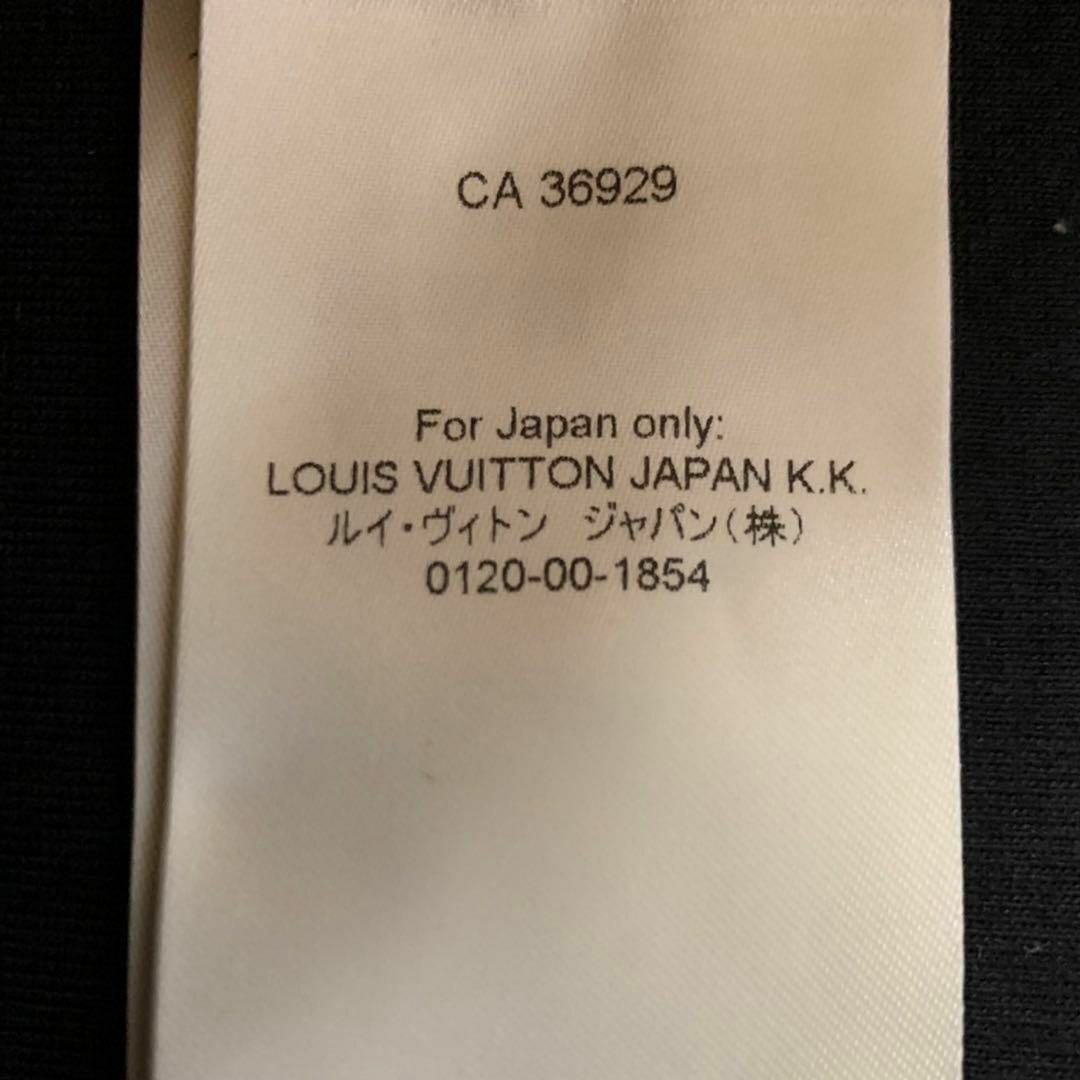 CA 36929
For Japan only:
LOUIS VUITTON JAPAN K.K.
ルイ・ヴィトン　ジャパン(株)
0120-00-1854